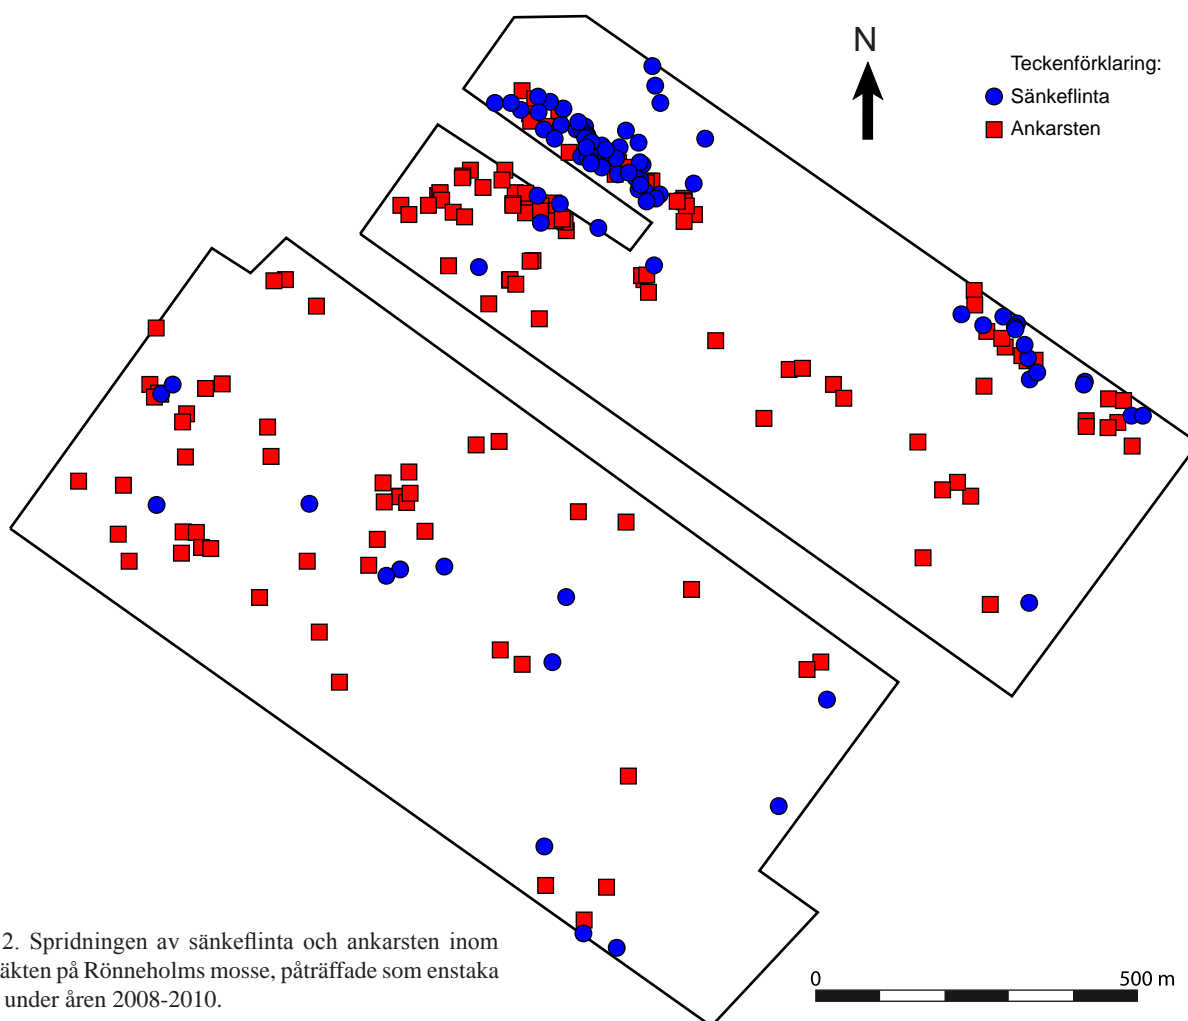 N
Teckenförklaring:
Sänkeflinta
Ankarsten
2. Spridningen av sänkeflinta och ankarsten inom
äkten på Rönneholms mosse, påträffade som enstaka
under åren 2008-2010.
0 500 m